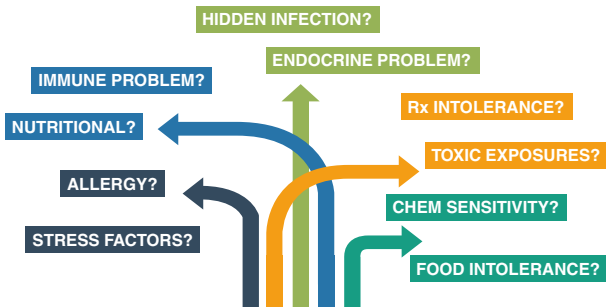 HIDDEN INFECTION?
ENDOCRINE PROBLEM?
IMMUNE PROBLEM?
NUTRITIONAL?
Rx INTOLERANCE?
TOXIC EXPOSURES?
ALLERGY?
STRESS FACTORS?
CHEM SENSITIVITY?
FOOD INTOLERANCE?